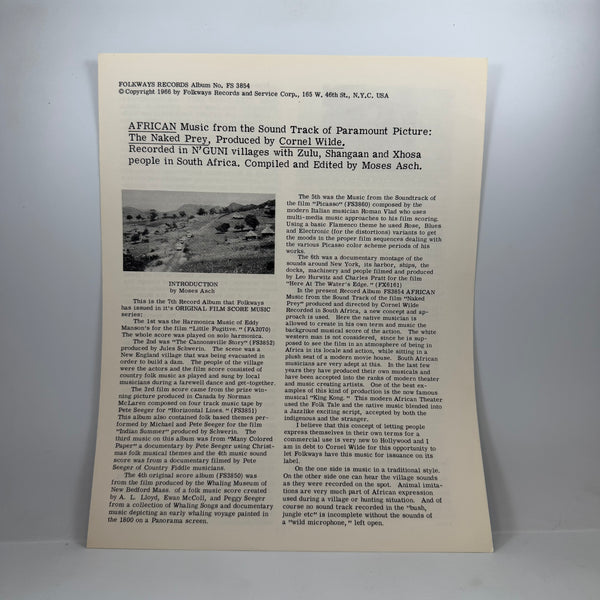 FOLKWAYS RECORDS Album No. FS 3854
© Copyright 1966 by Folkways Records and Service Corp., 165 W. 46th St., N.Y.C. USA
AFRICAN Music from the Sound Track of Paramount Picture:
The Naked Prey, Produced by Cornel Wilde.
Recorded in N'GUNI villages with Zulu, Shangaan and Xhosa
people in South Africa. Compiled and Edited by Moses Asch.
INTRODUCTION
by Moses Asch
This is the 7th Record Album that Folkways
has issued in it's ORIGINAL FILM SCORE MUSIC
series:
The 1st was the Harmonica Music of Eddy
Manson's for the film "Little Fugitive." (FA2070)
The whole score was played on solo harmonica.
The 2nd was "The Cannonsville Story" (FS3852)
produced by Jules Schwerin. The scene was a
New England village that was being evacuated in
order to build a dam. The people of the village
were the actors and the film score consisted of
country folk music as played and sung by local
musicians during a farewell dance and get-together.
The 3rd film score came from the prize win-
ning picture produced in Canada by Norman
McLaren composed on four track music tape by
Pete Seeger for "Horizontal Lines." (FS3851)
This album also contained folk based themes per-
formed by Michael and Pete Seeger for the film
"Indian Summer" produced by Schwerin. The
third music on this album was from "Many Colored
Paper" a documentary by Pete Seeger using Christ-
mas folk musical themes and the 4th music sound
score was from a documentary filmed by Pete
Seeger of Country Fiddle musicians.
The 4th original score album (FS3850) was
from the film produced by the Whaling Museum of
New Bedford Mass. of a folk music score created
by A. L. Lloyd, Ewan McColl, and Peggy Seeger
from a collection of Whaling Songs and documentary
music depicting an early whaling voyage painted in
the 1800 on a Panorama screen.
The 5th was the Music from the Soundtrack of
the film "Picasso" (FS3860) composed by the
modern Italian musician Roman Vlad who uses
multi-media music approaches to his film scoring.
Using a basic Flamenco theme he used Rose, Blues
and Electronic (for the distortions) variants to get
the moods in the proper film sequences dealing with
the various Picasso color scheme periods of his
works.
The 6th was a documentary montage of the
sounds around New York, its harbor, ships, the
docks, machinery and people filmed and produced
by Leo Hurwitz and Charles Pratt for the film
"Here At The Water's Edge." (FX6161)
In the present Record Album FS3854 AFRICAN
Music from the Sound Track of the film "Naked
Prey" produced and directed by Cornel Wilde
Recorded in South Africa, a new concept and ap-
proach is used. Here the native musician is
allowed to create in his own term and music the
background musical score of the action. The white
western man is not considered, since he is sup-
posed to see the film in an atmosphere of being in
Africa in its locale and action, while sitting in a
plush seat of a modern movie house. South African
musicians are very adept at this. In the last few
years they have produced their own musicals and
have been accepted into the ranks of modern theater
and music creating artists. One of the best ex-
amples of this kind of production is the now famous
musical "King Kong." This modern African Theater
used the Folk Tale and the native music blended into
a Jazzlike exciting script, accepted by both the
indigenous and the stranger.
I believe that this concept of letting people
express themselves in their own terms for a
commercial use is very new to Hollywood and I
am in debt to Cornel Wilde for this opportunity to
let Folkways have this music for issuance on its
label.
On the one side is music in a traditional style.
On the other side one can hear the village sounds
as they were recorded on the spot. Animal imita-
tions are very much part of African expression
used during a village or hunting situation. And of
course no sound track recorded in the "bush,
jungle etc" is incomplete without the sounds of
a "wild microphone," left open.